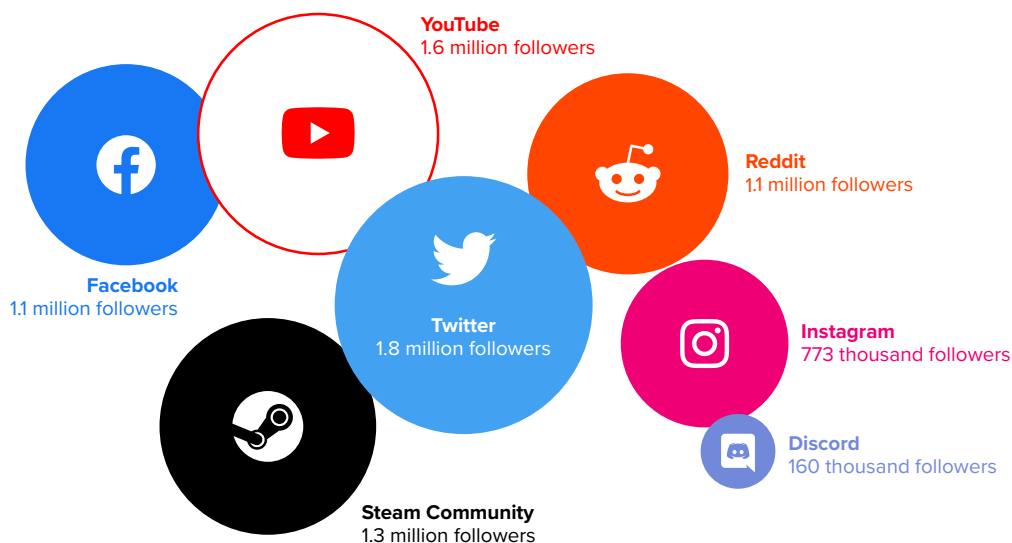 YouTube
1.6 million followers
Reddit
1.1 million followers
Facebook
1.1 million followers
Twitter
1.8 million followers
Instagram
773 thousand followers
Discord
160 thousand followers
Steam Community
1.3 million followers